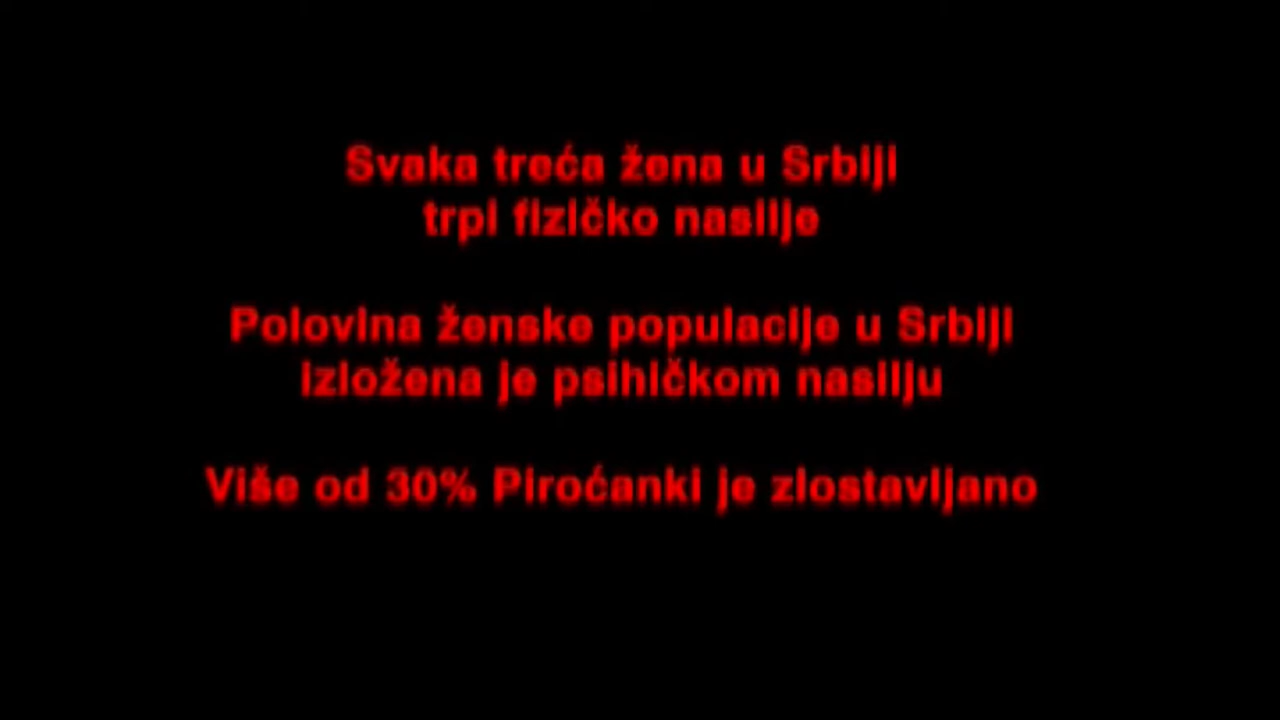 Svaka treća žena u Srbiji
trpi fizičko nasilje
Polovina ženske populacije u Srbiji
izložena je psihičkom nasilju
Više od 30% Piroćanki je zlostavljano